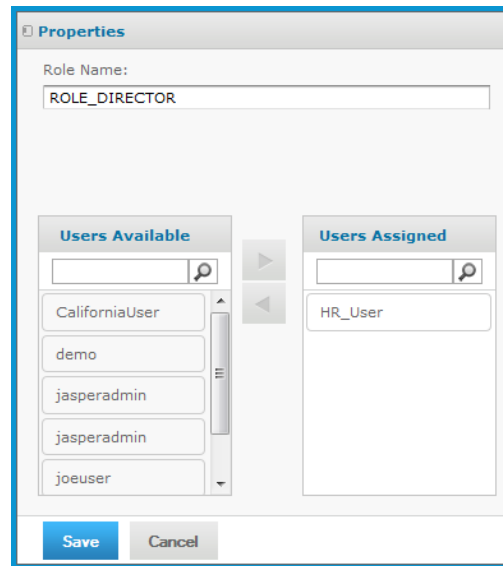 Properties
Role Name:
ROLE_DIRECTOR
Users Available
CaliforniaUser
demo
jasperadmin
jasperadmin
joeuser
Users Assigned
HR_User
Save Cancel